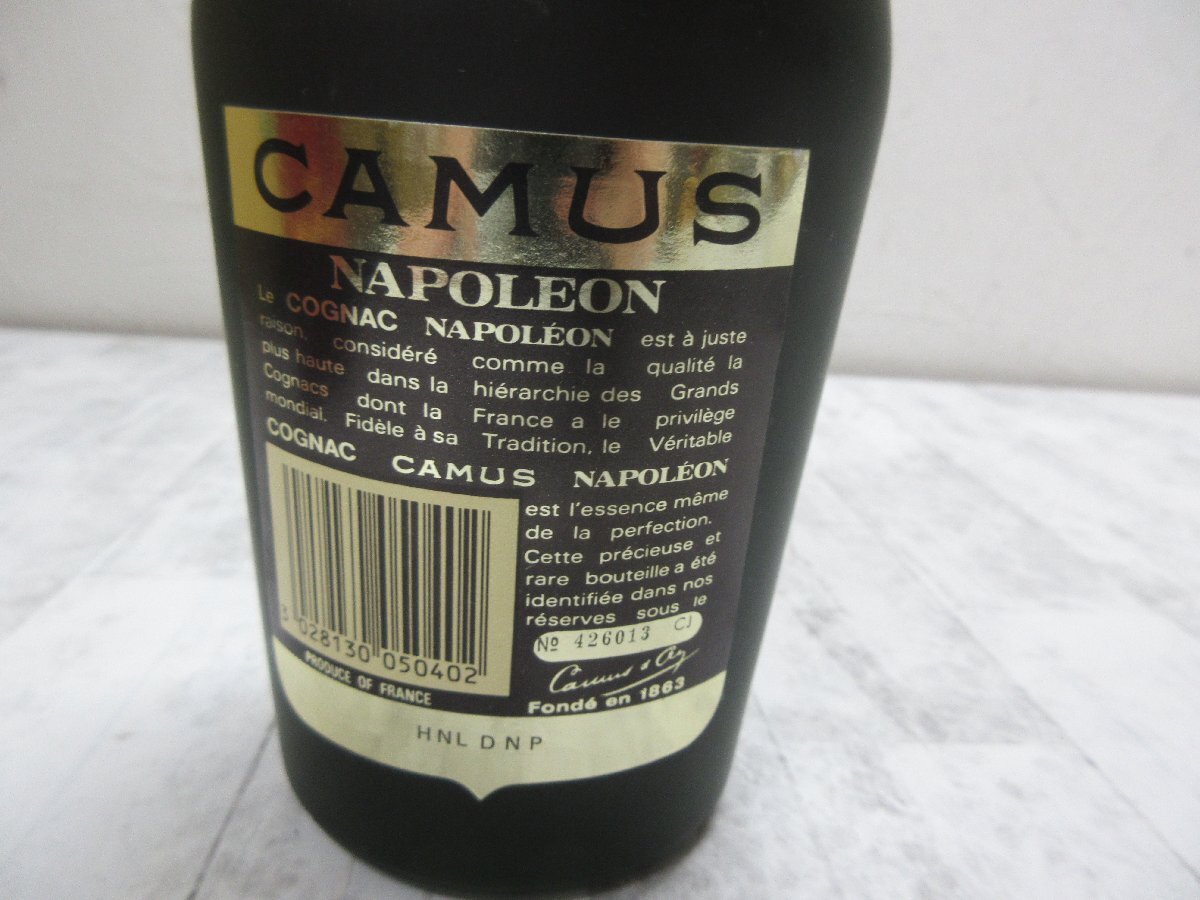 CAMUS
NAPOLEON
Le COGNAC NAPOLÉON est à juste
raison, considéré comme la qualité la
plus haute dans la hiérarchie des Grands
Cognacs dont la France a le privilège
mondial. Fidèle à sa Tradition, le Véritable
COGNAC CAMUS NAPOLÉON
est l'essence même
de la perfection.
Cette précieuse et
rare bouteille a été
identifiée dans nos
réserves sous le
Nº 426013 CJ
3 028130 050402
PRODUCE OF FRANCE
Camus & Cie
Fondé en 1863
HNL DNP